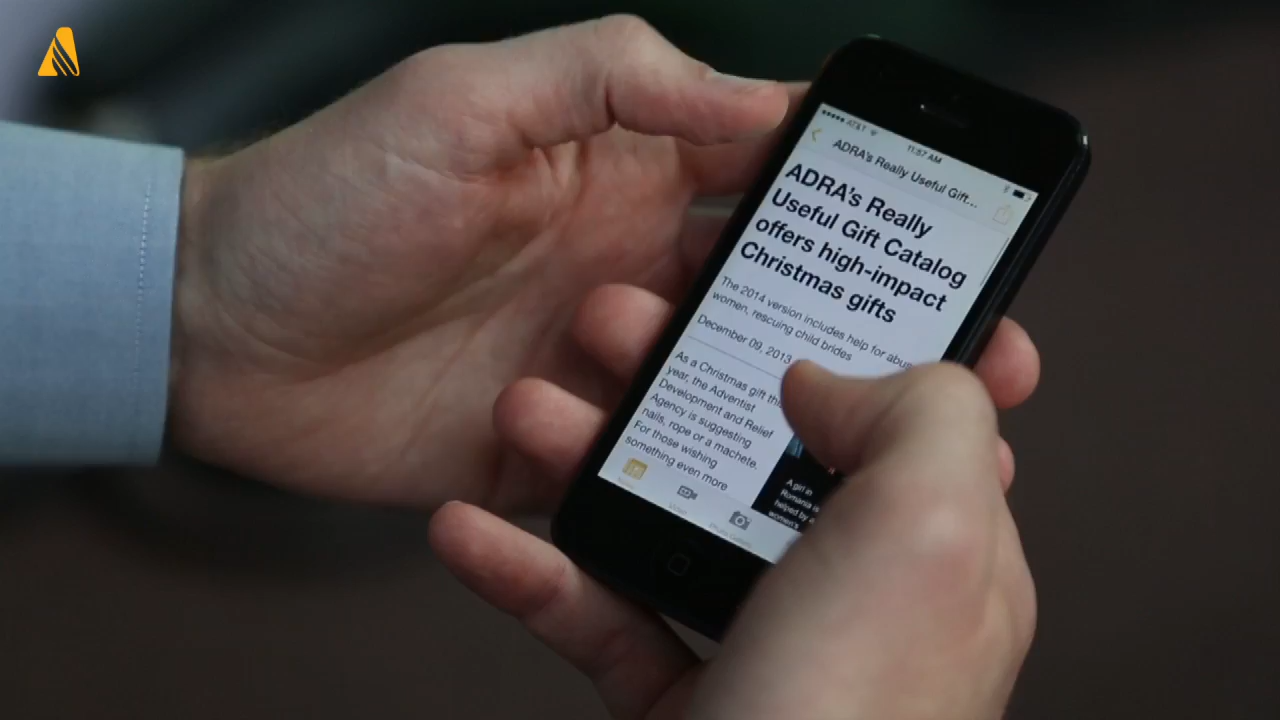 AT&T
11:57 AM
ADRA's Really Useful Gift...
ADRA's Really
Useful Gift Catalog
offers high-impact
Christmas gifts
The 2014 version includes help for abus
women, rescuing child brides
December 09, 2013
As a Christmas gift th
year, the Adventist
Development and Relief
Agency is suggesting
nails, rope or a machete.
For those wishing
something even more
A girl in
Romania is
helped by a
women's